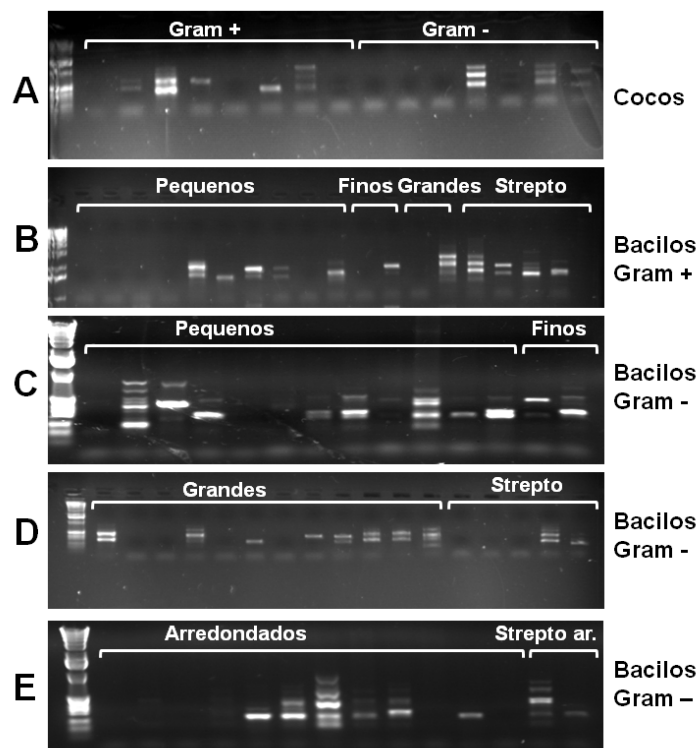 Gram + Gram -
A Cocos
Pequenos Finos Grandes Strepto
B Bacilos
Gram +
Pequenos Finos
C Bacilos
Gram -
Grandes Strepto
D Bacilos
Gram -
Arredondados Strepto ar.
E Bacilos
Gram –